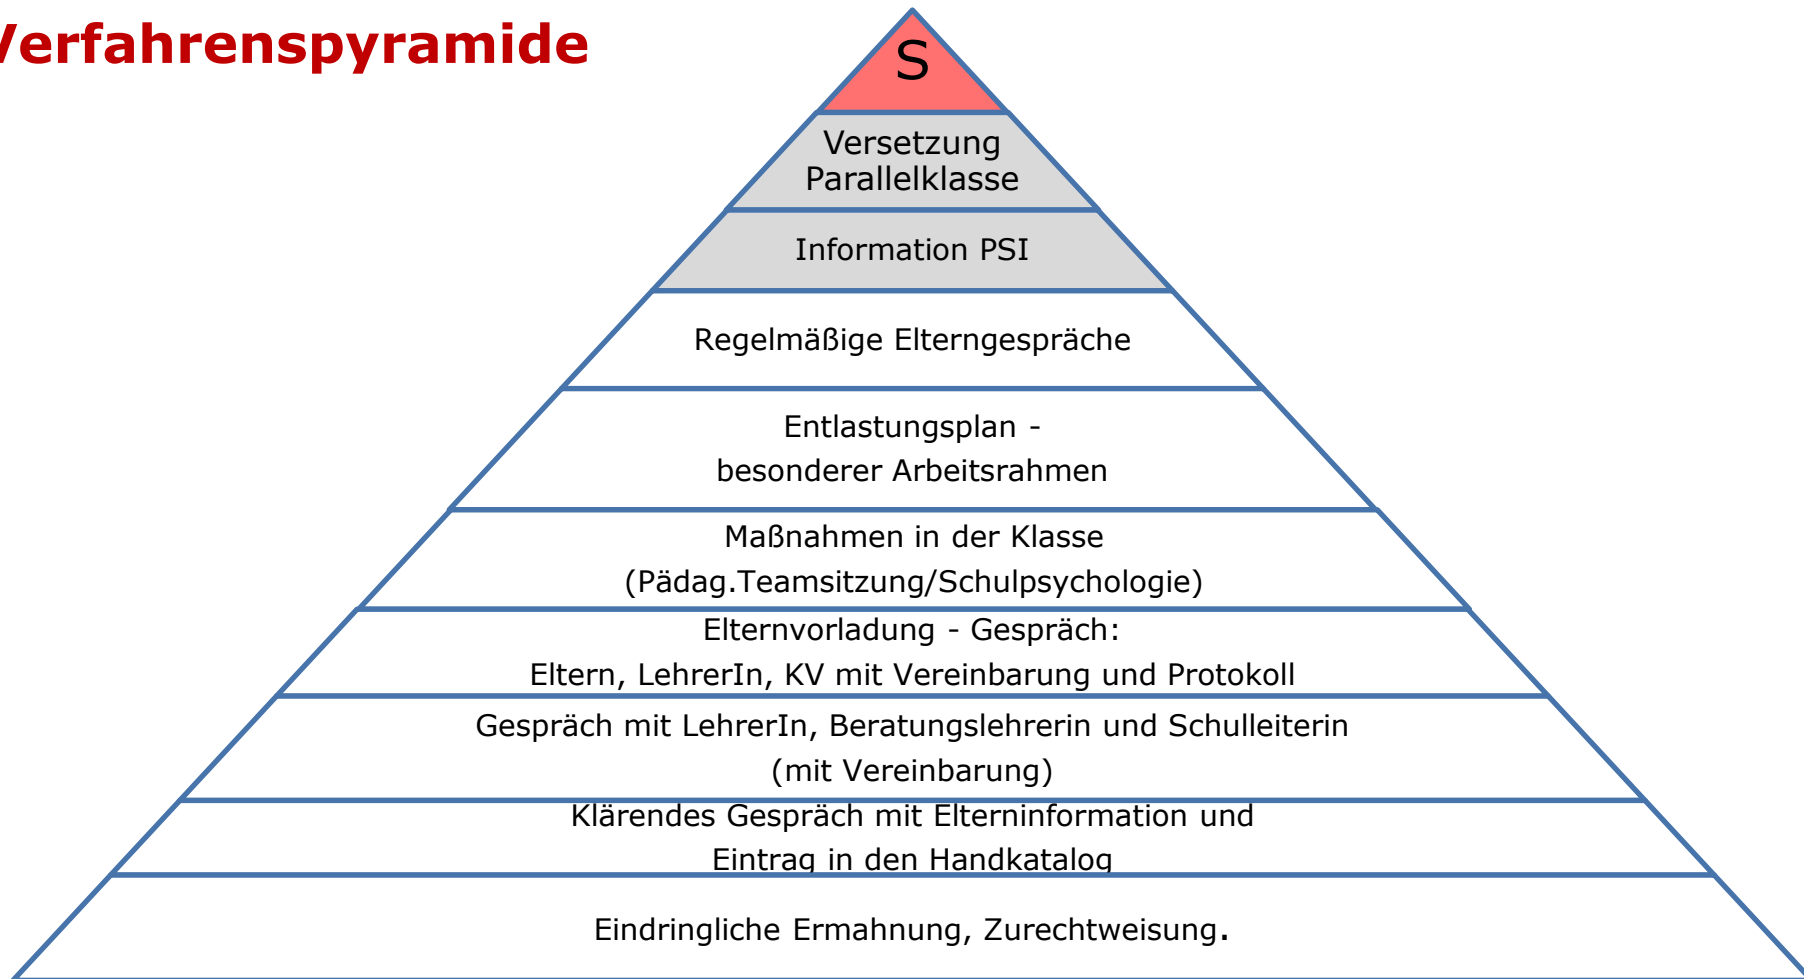 Verfahrenspyramide
S
Versetzung
Parallelklasse
Information PSI
Regelmäßige Elterngespräche
Entlastungsplan -
besonderer Arbeitsrahmen
Maßnahmen in der Klasse
(Pädag.Teamsitzung/Schulpsychologie)
Elternvorladung - Gespräch:
Eltern, LehrerIn, KV mit Vereinbarung und Protokoll
Gespräch mit LehrerIn, Beratungslehrerin und Schulleiterin
(mit Vereinbarung)
Klärendes Gespräch mit Elterninformation und
Eintrag in den Handkatalog
Eindringliche Ermahnung, Zurechtweisung.